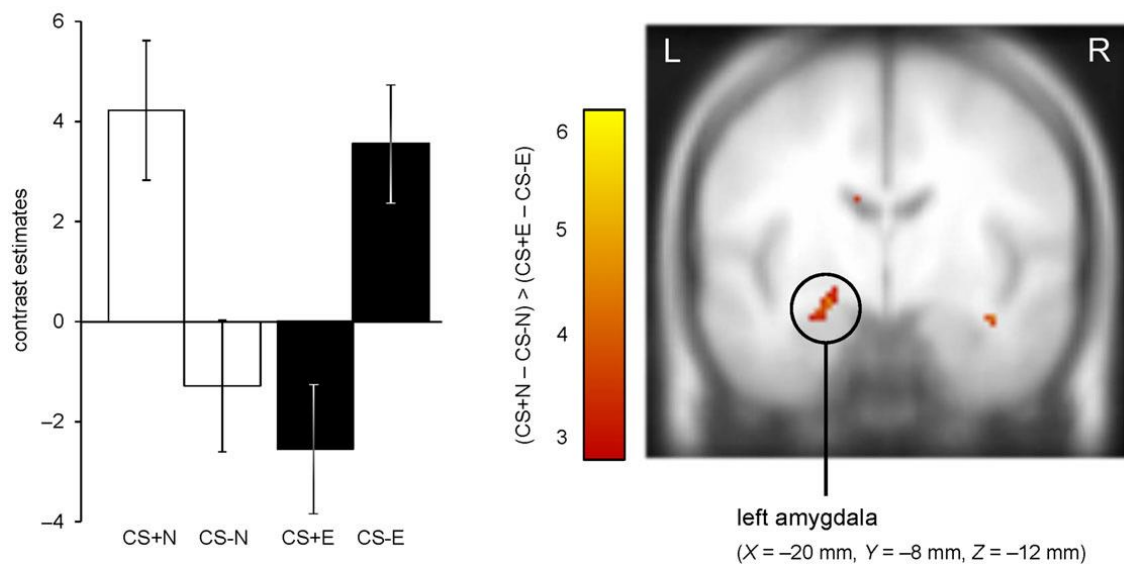 6
4
2
0
–2
–4
contrast estimates
CS+N CS-N CS+E CS-E
(CS+N – CS-N) > (CS+E – CS-E)
6
5
4
3
L R
left amygdala
(X = –20 mm, Y = –8 mm, Z = –12 mm)